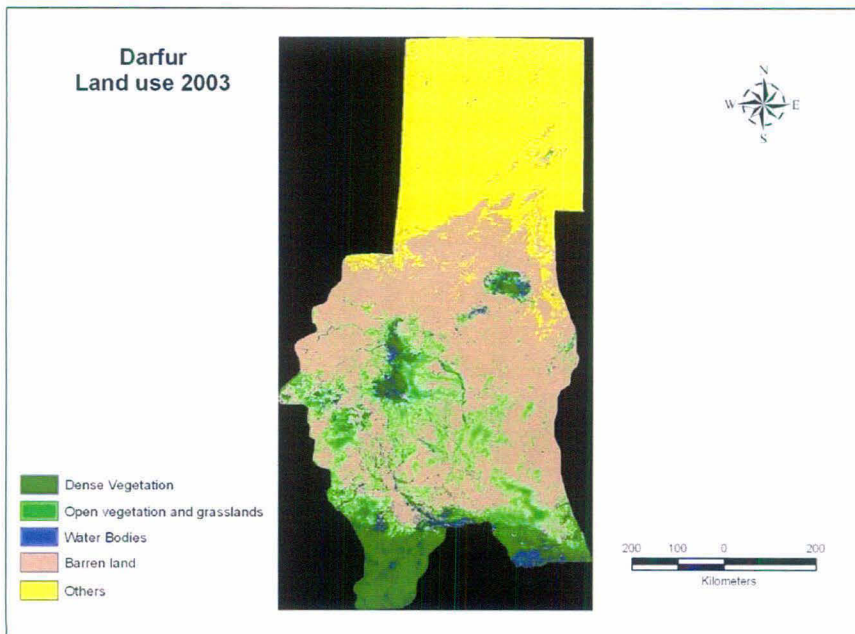 Darfur
Land use 2003
N
W E
S
Dense Vegetation
Open vegetation and grasslands
Water Bodies
Barren land
Others
200 100 0 200
Kilometers